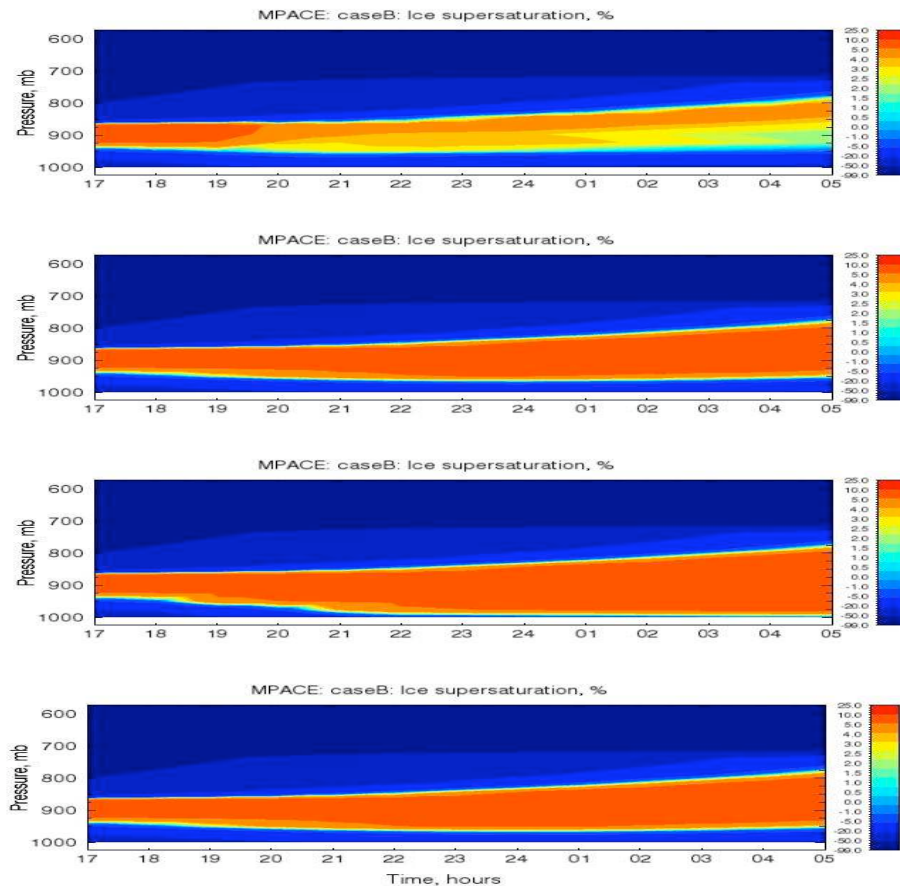 MPACE: caseB: Ice supersaturation, %
Pressure, mb
600
700
800
900
1000
17 18 19 20 21 22 23 24 01 02 03 04 05
25.0
10.0
5.0
4.0
3.0
2.0
1.0
0.5
0.0
-5.0
-20.0
-50.0
-99.0
MPACE: caseB: Ice supersaturation, %
Pressure, mb
600
700
800
900
1000
17 18 19 20 21 22 23 24 01 02 03 04 05
MPACE: caseB: Ice supersaturation, %
Pressure, mb
600
700
800
900
1000
17 18 19 20 21 22 23 24 01 02 03 04 05
MPACE: caseB: Ice supersaturation, %
Pressure, mb
600
700
800
900
1000
17 18 19 20 21 22 23 24 01 02 03 04 05
Time, hours